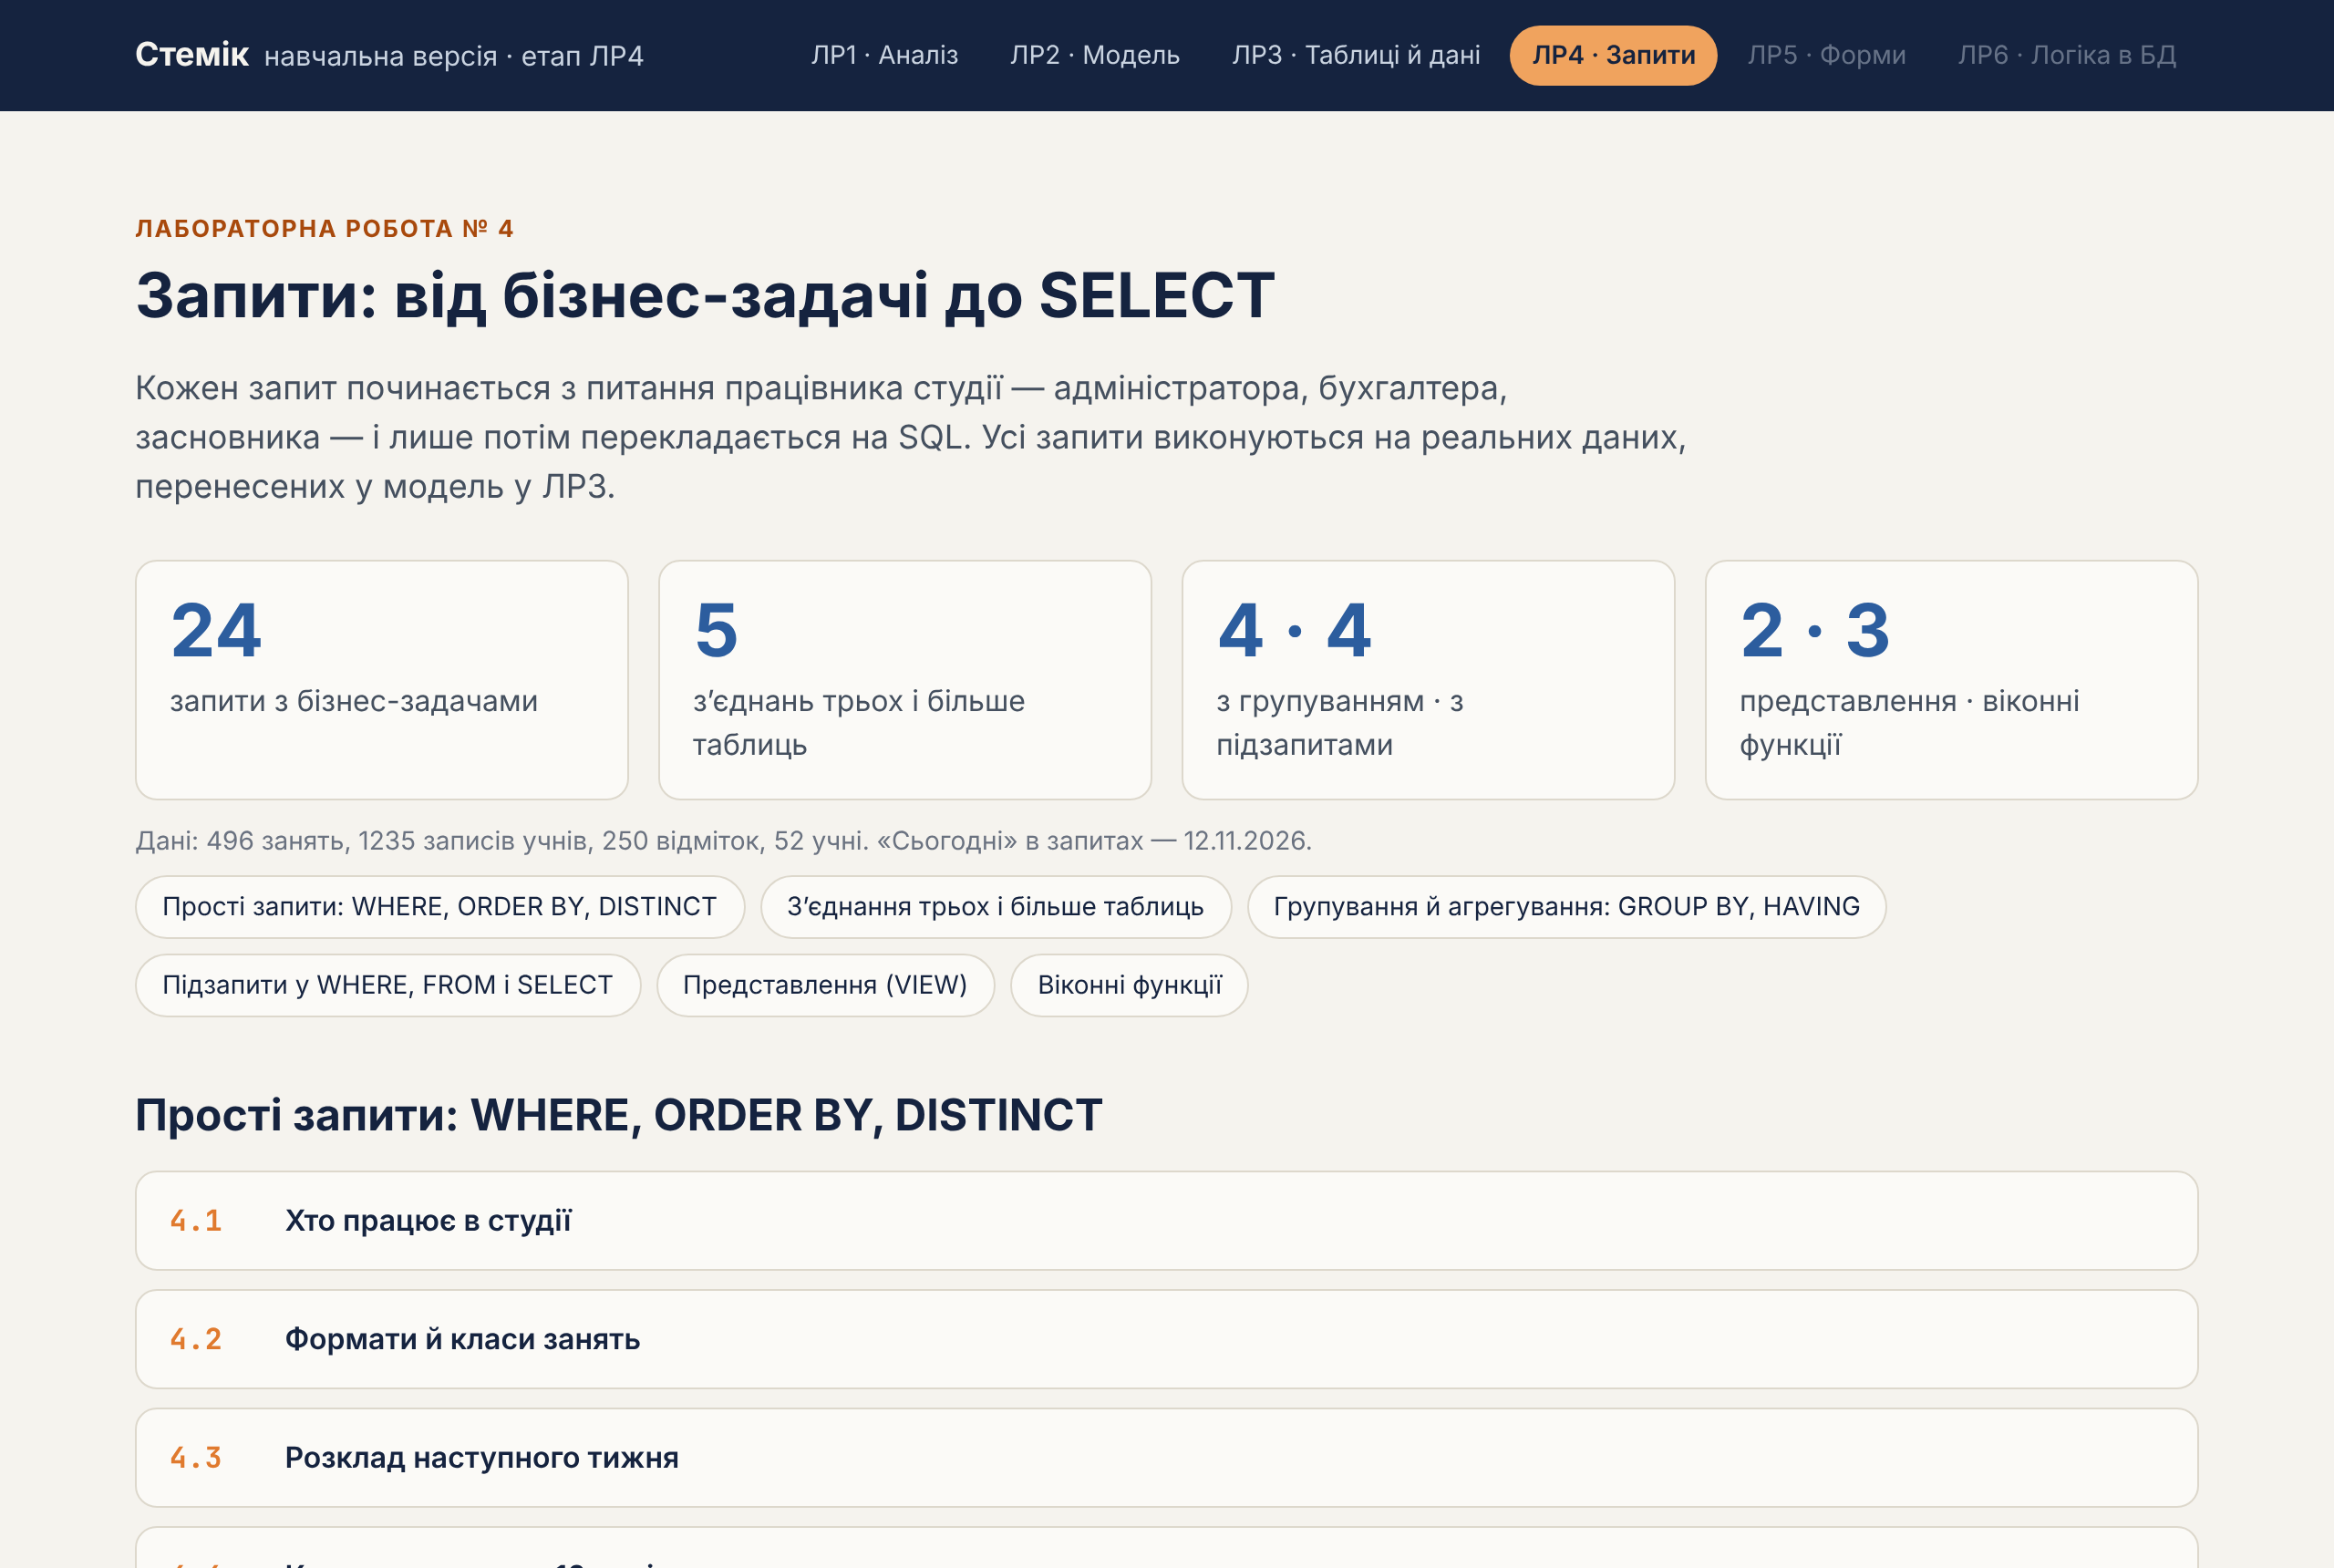 Стемік навчальна версія · етап ЛР4
ЛР1 · Аналіз
ЛР2 · Модель
ЛР3 · Таблиці й дані
ЛР4 · Запити
ЛР5 · Форми
ЛР6 · Логіка в БД
ЛАБОРАТОРНА РОБОТА № 4
Запити: від бізнес-задачі до SELECT
Кожен запит починається з питання працівника студії — адміністратора, бухгалтера,
засновника — і лише потім перекладається на SQL. Усі запити виконуються на реальних даних,
перенесених у модель у ЛР3.
24
запити з бізнес-задачами
5
з’єднань трьох і більше
таблиць
4 · 4
з групуванням · з
підзапитами
2 · 3
представлення · віконні
функції
Дані: 496 занять, 1235 записів учнів, 250 відміток, 52 учні. «Сьогодні» в запитах — 12.11.2026.
Прості запити: WHERE, ORDER BY, DISTINCT
З’єднання трьох і більше таблиць
Групування й агрегування: GROUP BY, HAVING
Підзапити у WHERE, FROM і SELECT
Представлення (VIEW)
Віконні функції
Прості запити: WHERE, ORDER BY, DISTINCT
4.1 Хто працює в студії
4.2 Формати й класи занять
4.3 Розклад наступного тижня